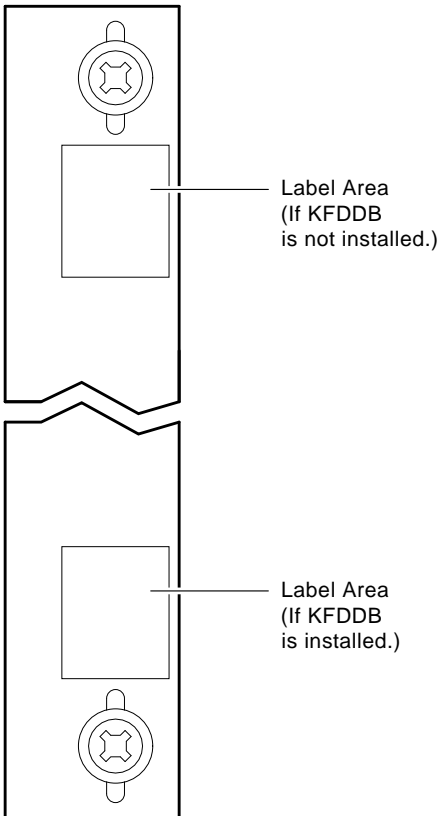 Label Area
(If KFDDB
is not installed.)
Label Area
(If KFDDB
is installed.)